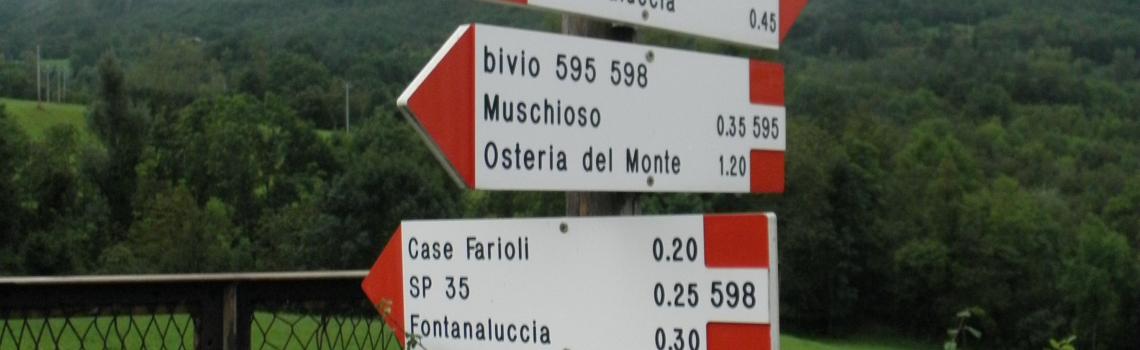 0.45
bivio 595 598
Muschioso 0.35 595
Osteria del Monte 1.20
Case Farioli 0.20
SP 35 0.25 598
Fontanaluccia 0.30